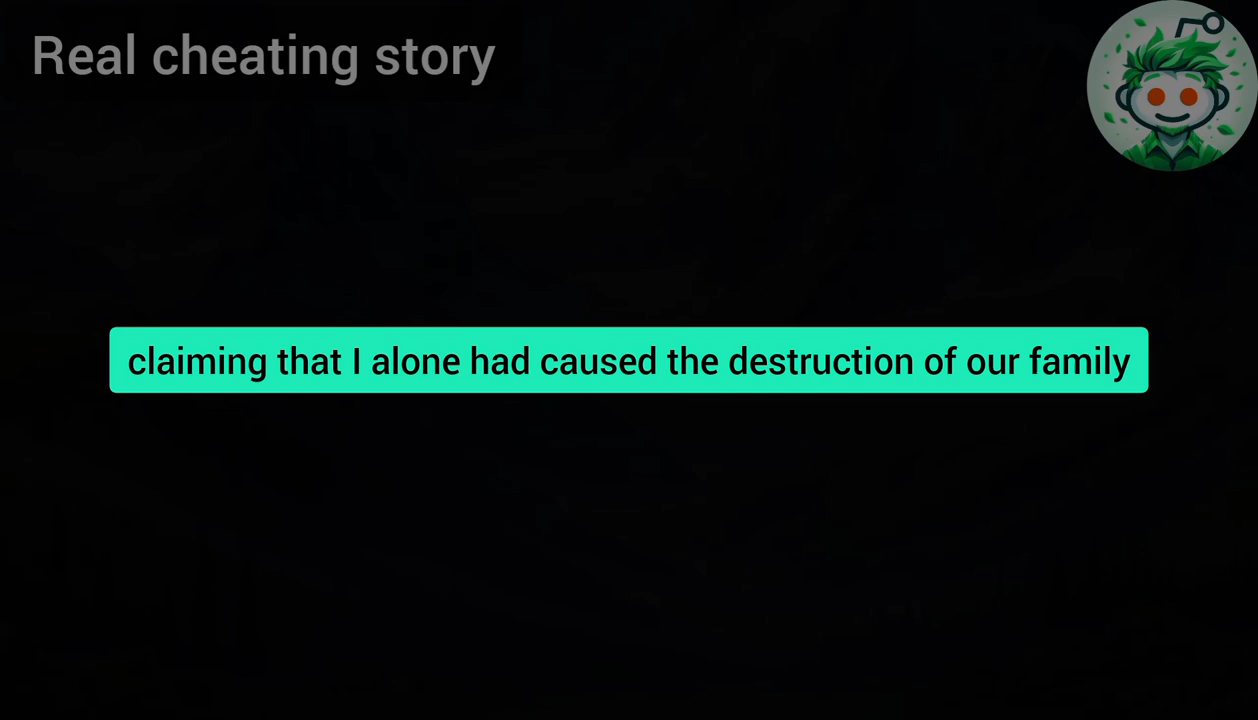 Real cheating story
claiming that I alone had caused the destruction of our family